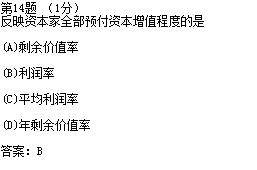 第14题 （1分）
反映资本家全部预付资本增值程度的是
(A)剩余价值率
(B)利润率
(C)平均利润率
(D)年剩余价值率
答案：B